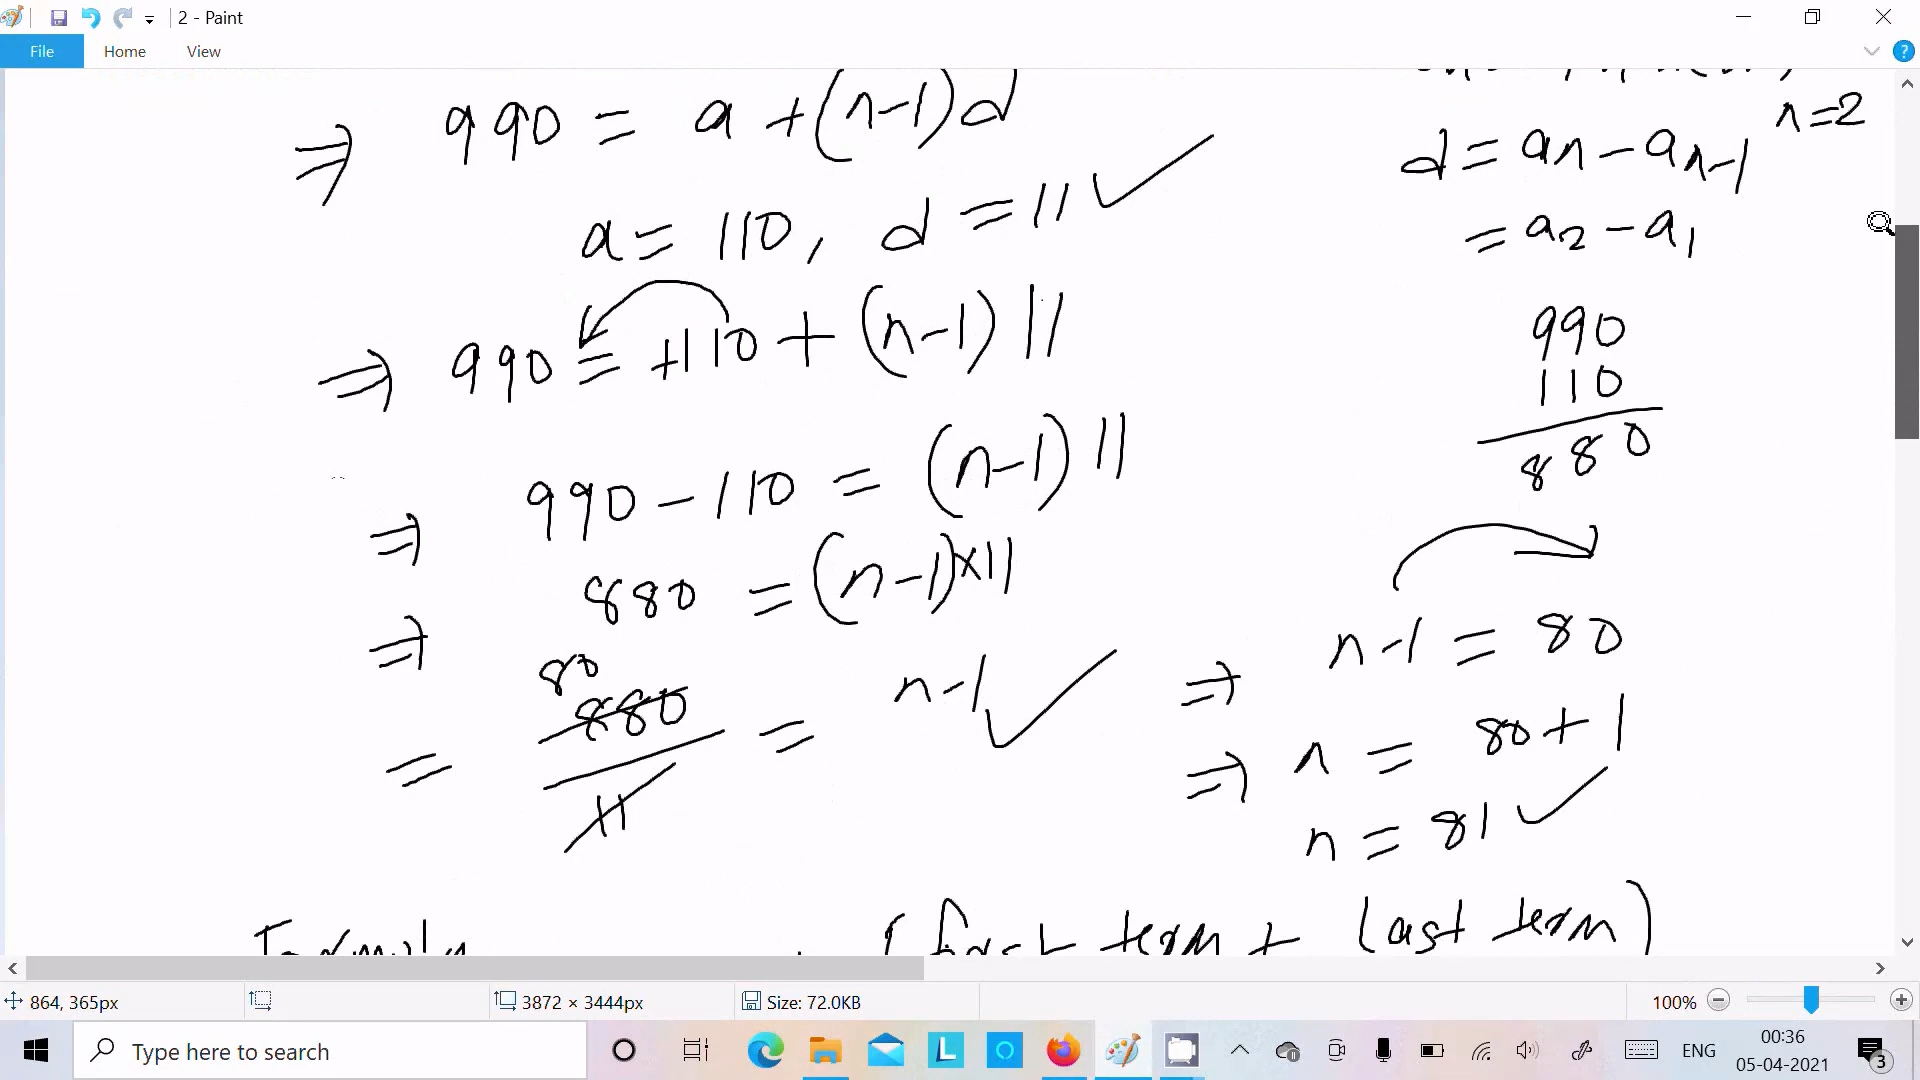 2 - Paint
File Home View
⇒ 990 = a +(n-1)d
n=2
d = an - an-1
a = 110, d = 11
= a2 - a1
⇒ 990 = +110 + (n-1) 11
990
110
880
⇒ 990 - 110 = (n-1) 11
⇒ 880 = (n-1)×11
80
= 880 / 11 = n-1
⇒ n-1 = 80
⇒ n = 80+1
n = 81
Formula (first term + last term)
864, 365px 3872 × 3444px Size: 72.0KB 100%
Type here to search ENG 00:36
05-04-2021 3